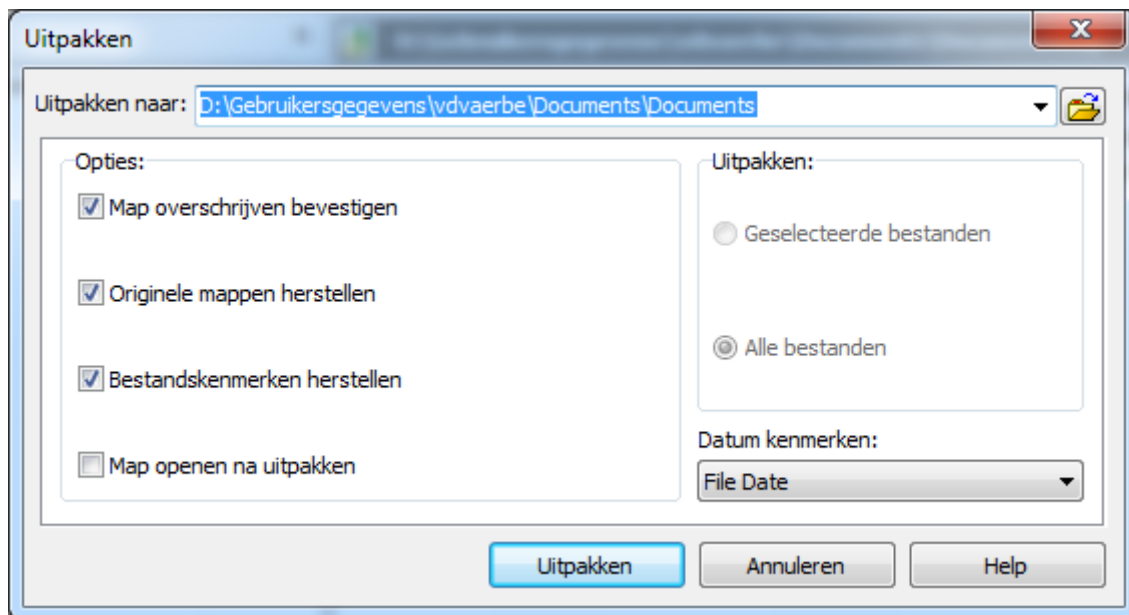 Uitpakken
Uitpakken naar: D:\Gebruikersgegevens\vdvaerbe\Documents\Documents
Opties:
Map overschrijven bevestigen
Originele mappen herstellen
Bestandskenmerken herstellen
Map openen na uitpakken
Uitpakken:
Geselecteerde bestanden
Alle bestanden
Datum kenmerken:
File Date
Uitpakken
Annuleren
Help